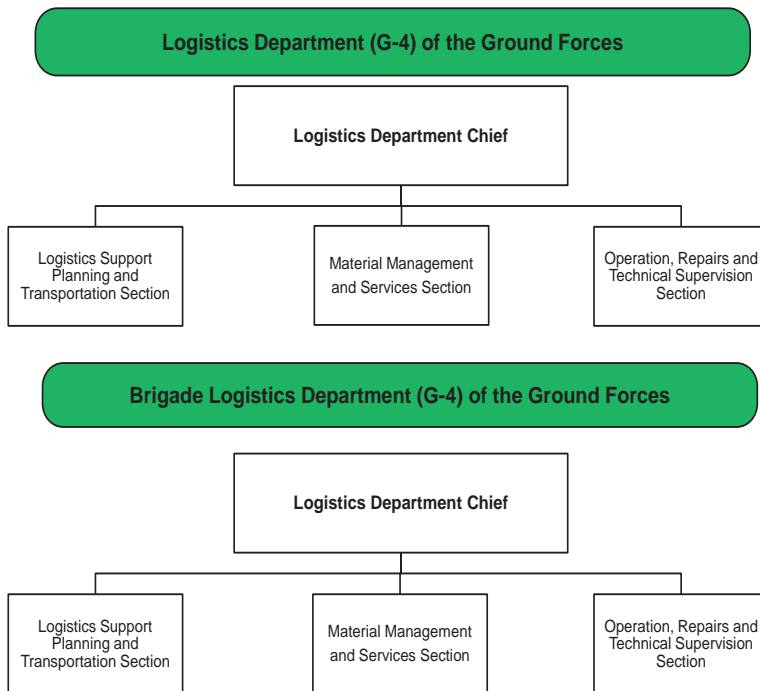 Logistics Department (G-4) of the Ground Forces
Logistics Department Chief
Logistics Support
Planning and
Transportation Section
Material Management
and Services Section
Operation, Repairs and
Technical Supervision
Section
Brigade Logistics Department (G-4) of the Ground Forces
Logistics Department Chief
Logistics Support
Planning and
Transportation Section
Material Management
and Services Section
Operation, Repairs and
Technical Supervision
Section